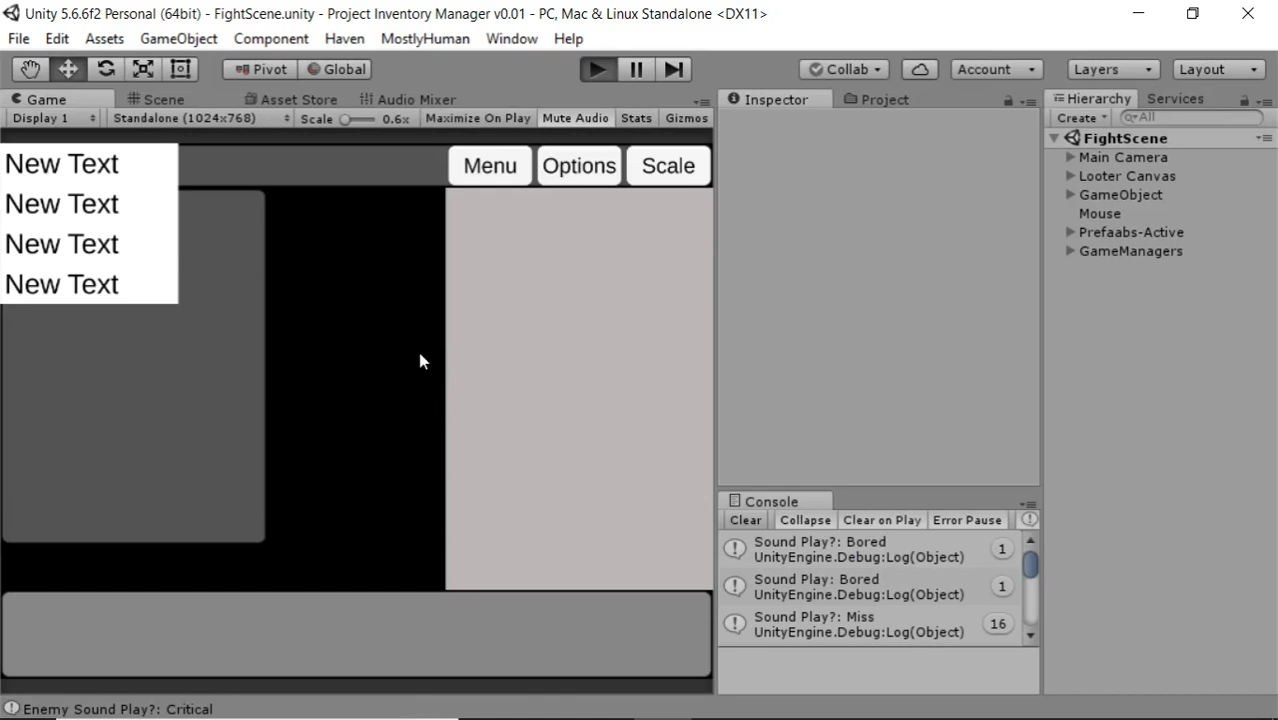 Unity 5.6.6f2 Personal (64bit) - FightScene.unity - Project Inventory Manager v0.01 - PC, Mac & Linux Standalone <DX11>
File Edit Assets GameObject Component Haven MostlyHuman Window Help
Pivot Global Collab Account Layers Layout
Game Scene Asset Store Audio Mixer Inspector Project Hierarchy Services
Display 1 Standalone (1024x768) Scale 0.6x Maximize On Play Mute Audio Stats Gizmos Create All
FightScene
Main Camera
Looter Canvas
GameObject
Mouse
Prefaabs-Active
GameManagers
New Text
New Text
New Text
New Text
Menu Options Scale
Console
Clear Collapse Clear on Play Error Pause
Sound Play?: Bored
UnityEngine.Debug:Log(Object) 1
Sound Play: Bored
UnityEngine.Debug:Log(Object) 1
Sound Play?: Miss
UnityEngine.Debug:Log(Object) 16
Enemy Sound Play?: Critical